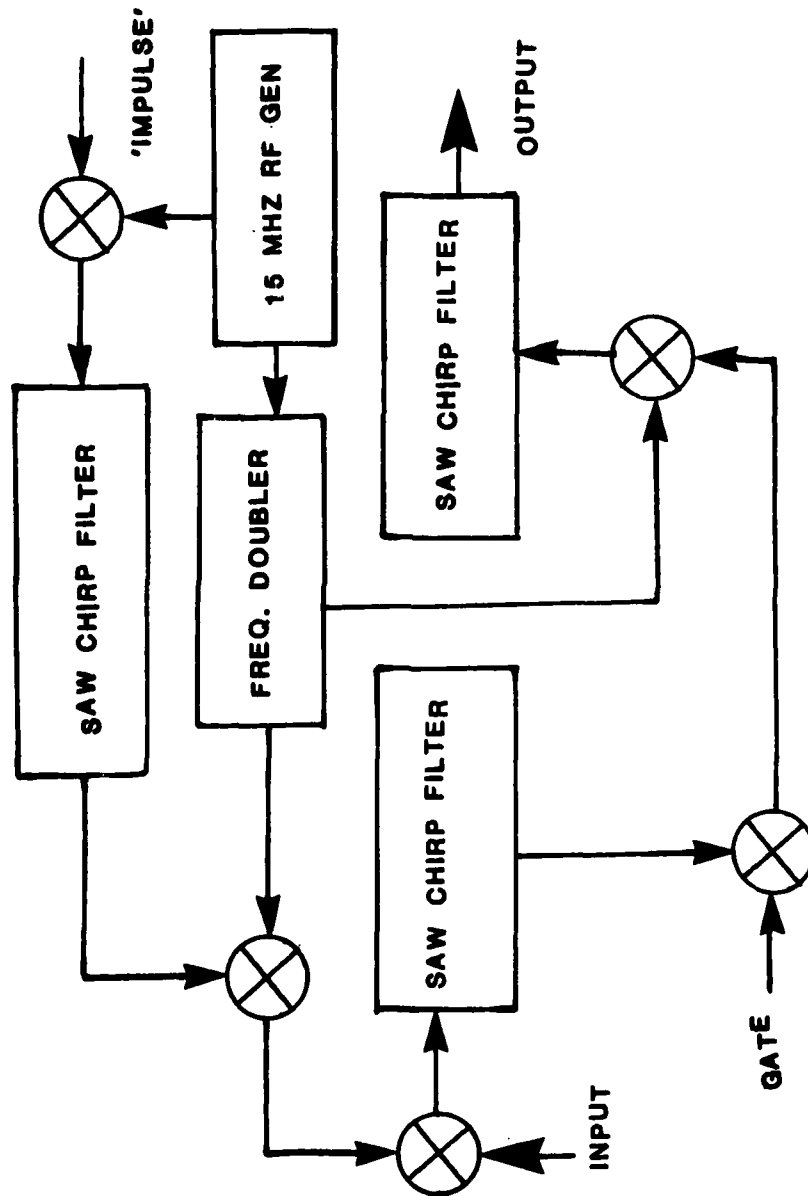 'IMPULSE'
15 MHZ RF GEN
SAW CHIRP FILTER
FREQ. DOUBLER
SAW CHIRP FILTER
OUTPUT
SAW CHIRP FILTER
INPUT
GATE